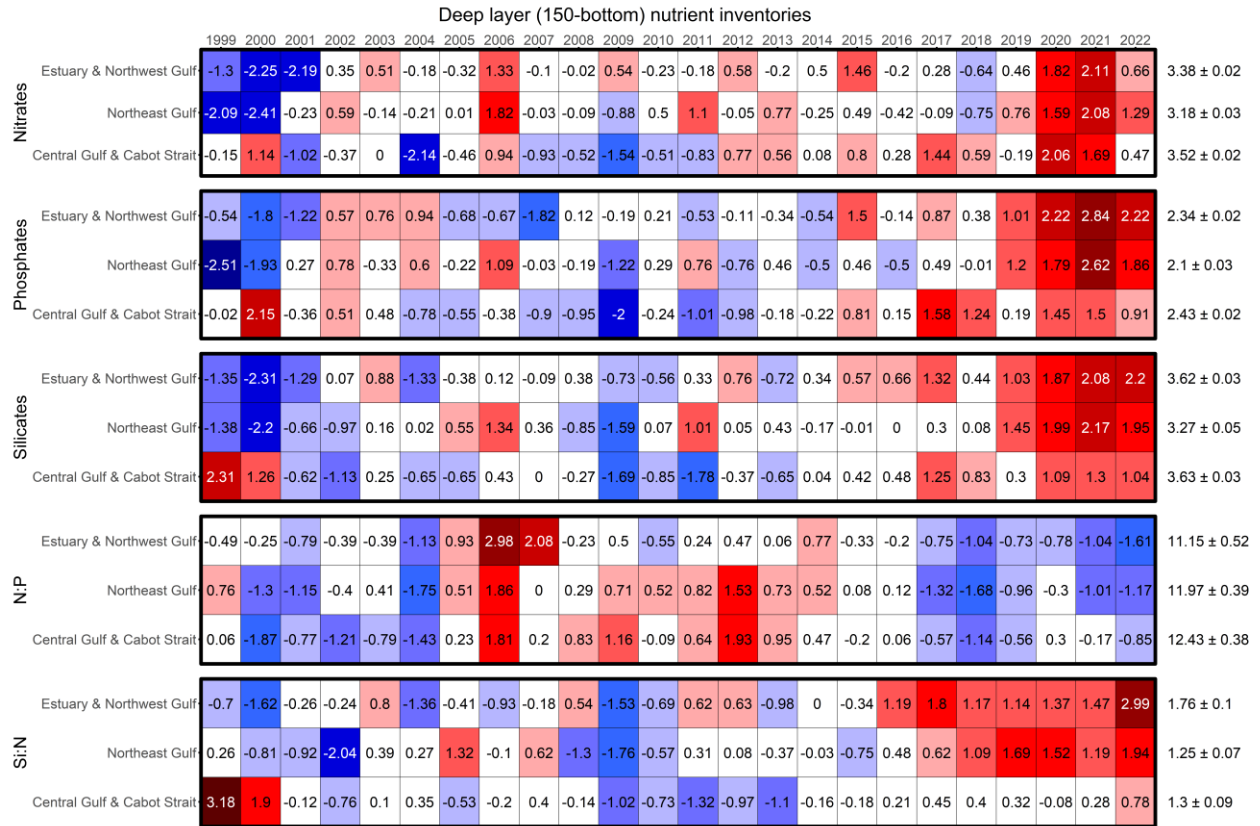 Deep layer (150-bottom) nutrient inventories
1999 2000 2001 2002 2003 2004 2005 2006 2007 2008 2009 2010 2011 2012 2013 2014 2015 2016 2017 2018 2019 2020 2021 2022
Nitrates
Estuary & Northwest Gulf -1.3 -2.25 -2.19 0.35 0.51 -0.18 -0.32 1.33 -0.1 -0.02 0.54 -0.23 -0.18 0.58 -0.2 0.5 1.46 -0.2 0.28 -0.64 0.46 1.82 2.11 0.66 3.38 ± 0.02
Northeast Gulf -2.09 -2.41 -0.23 0.59 -0.14 -0.21 0.01 1.82 -0.03 -0.09 -0.88 0.5 1.1 -0.13 0.77 -0.25 0.49 -0.42 -0.09 -0.75 0.76 1.59 2.08 1.29 3.18 ± 0.03
Central Gulf & Cabot Strait -0.15 1.14 -1.02 -0.37 0 -2.14 -0.46 0.94 -0.93 -0.52 -1.54 -0.51 -0.83 0.77 0.56 0.08 0.8 0.28 1.44 0.59 -0.19 2.06 1.69 0.47 3.52 ± 0.02
Phosphates
Estuary & Northwest Gulf -0.54 -1.8 -1.22 0.57 0.76 0.94 -0.68 -0.67 -1.82 0.12 -0.19 0.21 -0.53 -0.11 -0.34 -0.54 1.5 -0.14 0.87 0.38 1.01 2.22 2.84 2.22 2.34 ± 0.02
Northeast Gulf -2.51 -1.93 0.27 0.78 -0.33 0.6 -0.22 1.09 -0.03 -0.19 -1.22 0.29 0.76 -0.76 0.46 -0.5 0.46 -0.5 0.49 -0.01 1.2 1.79 2.62 1.86 2.1 ± 0.03
Central Gulf & Cabot Strait -0.02 2.15 -0.36 0.51 0.48 -0.78 -0.55 -0.38 -0.9 -0.95 -2 -0.24 -1.01 -0.98 -0.18 -0.22 0.81 0.15 1.58 1.24 0.19 1.45 1.5 0.91 2.43 ± 0.02
Silicates
Estuary & Northwest Gulf -1.35 -2.31 -1.29 0.07 0.88 -1.33 -0.38 0.12 -0.09 0.38 -0.73 -0.56 0.33 0.76 -0.72 0.34 0.57 0.66 1.32 0.44 1.03 1.87 2.08 2.2 3.62 ± 0.03
Northeast Gulf -1.38 -2.2 -0.66 -0.97 0.16 0.02 0.55 1.34 0.36 -0.85 -1.59 0.07 1.01 0.05 0.43 -0.17 -0.01 0 0.3 0.08 1.45 1.99 2.17 1.95 3.27 ± 0.05
Central Gulf & Cabot Strait 2.31 1.26 -0.62 -1.13 0.25 -0.65 -0.65 0.43 0 -0.27 -1.69 -0.85 -1.78 -0.37 -0.65 0.04 0.42 0.48 1.25 0.83 0.3 1.09 1.3 1.04 3.63 ± 0.03
N:P
Estuary & Northwest Gulf -0.49 -0.25 -0.79 -0.39 -0.39 -1.13 0.93 2.98 2.08 -0.23 0.5 -0.55 0.24 0.47 0.06 0.77 -0.33 -0.2 -0.75 -1.04 -0.73 -0.78 -1.04 -1.61 11.15 ± 0.52
Northeast Gulf 0.76 -1.3 -1.15 -0.4 0.41 -1.75 0.51 1.86 0 0.29 0.71 0.52 0.82 1.53 0.73 0.52 0.08 0.12 -1.32 -1.68 -0.96 -0.3 -1.01 -1.17 11.97 ± 0.39
Central Gulf & Cabot Strait 0.06 -1.87 -0.77 -1.21 -0.79 -1.43 0.23 1.81 0.2 0.83 1.16 -0.09 0.64 1.93 0.95 0.47 -0.2 0.06 -0.57 -1.14 -0.56 0.3 -0.17 -0.85 12.43 ± 0.38
Si:N
Estuary & Northwest Gulf -0.7 -1.62 -0.26 -0.24 0.8 -1.36 -0.41 -0.93 -0.18 0.54 -1.53 -0.69 0.62 0.63 -0.98 0 -0.34 1.19 1.8 1.17 1.14 1.37 1.47 2.99 1.76 ± 0.1
Northeast Gulf 0.26 -0.81 -0.92 -2.04 0.39 0.27 1.32 -0.1 0.62 -1.3 -1.76 -0.57 0.31 0.08 -0.37 -0.03 -0.75 0.48 0.62 1.09 1.69 1.52 1.19 1.94 1.25 ± 0.07
Central Gulf & Cabot Strait 3.18 1.9 -0.12 -0.76 0.1 0.35 -0.53 -0.2 0.4 -0.14 -1.02 -0.73 -1.32 -0.97 -1.1 -0.16 -0.18 0.21 0.45 0.4 0.32 -0.08 0.28 0.78 1.3 ± 0.09